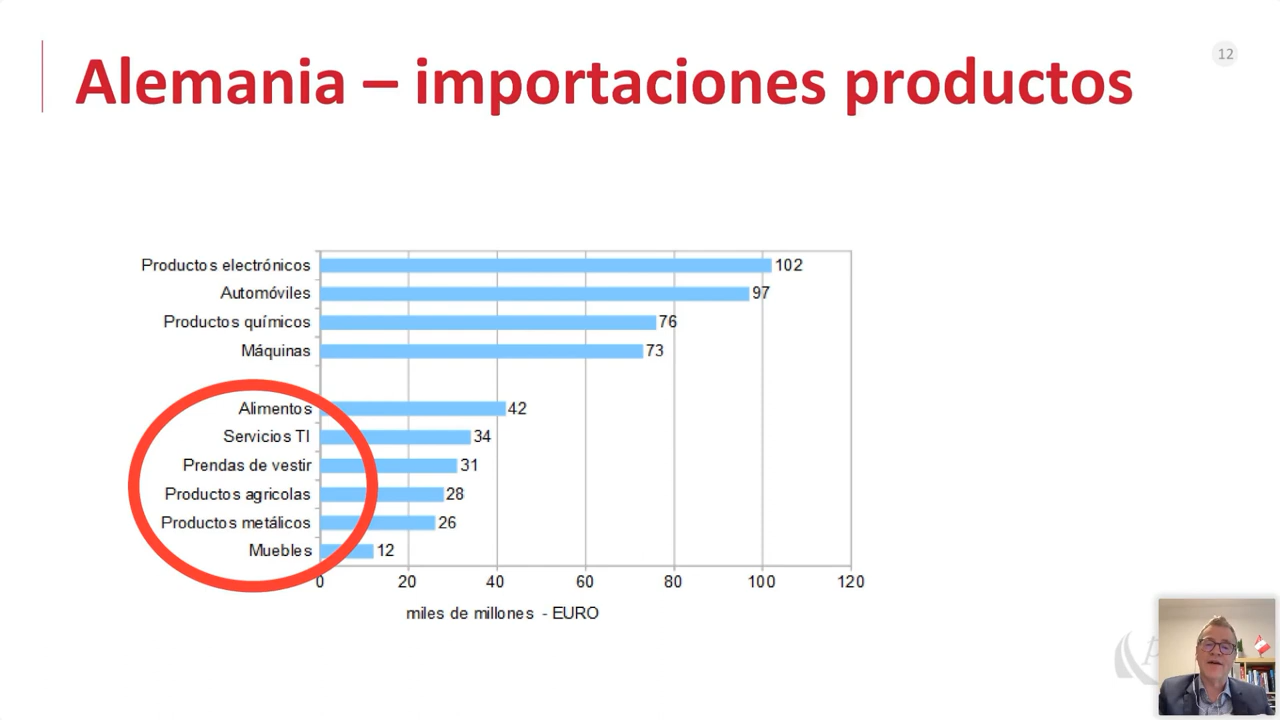 12
Alemania – importaciones productos
Productos electrónicos 102
Automóviles 97
Productos químicos 76
Máquinas 73
Alimentos 42
Servicios TI 34
Prendas de vestir 31
Productos agricolas 28
Productos metálicos 26
Muebles 12
0 20 40 60 80 100 120
miles de millones - EURO